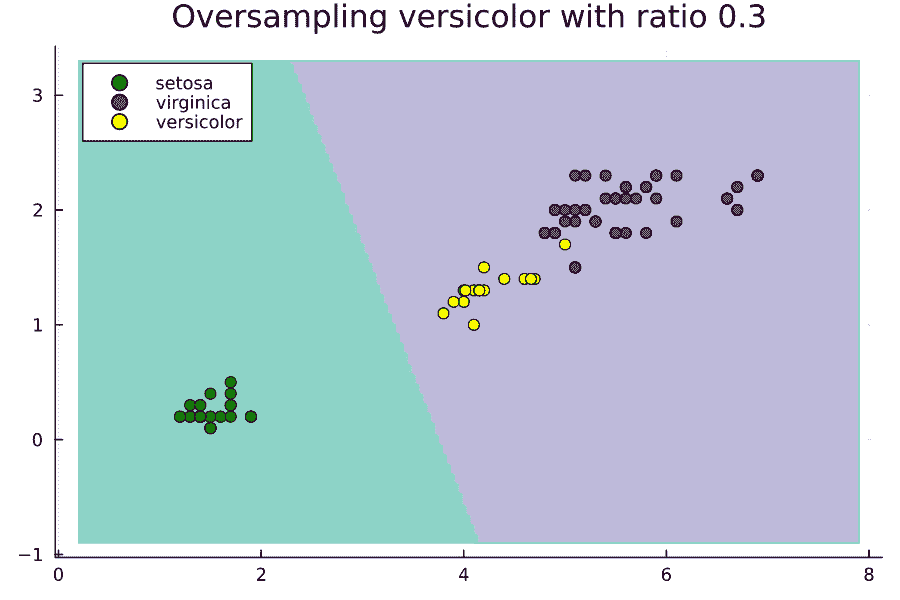 Oversampling versicolor with ratio 0.3
3
setosa
virginica
versicolor
2
1
0
−1
0 2 4 6 8